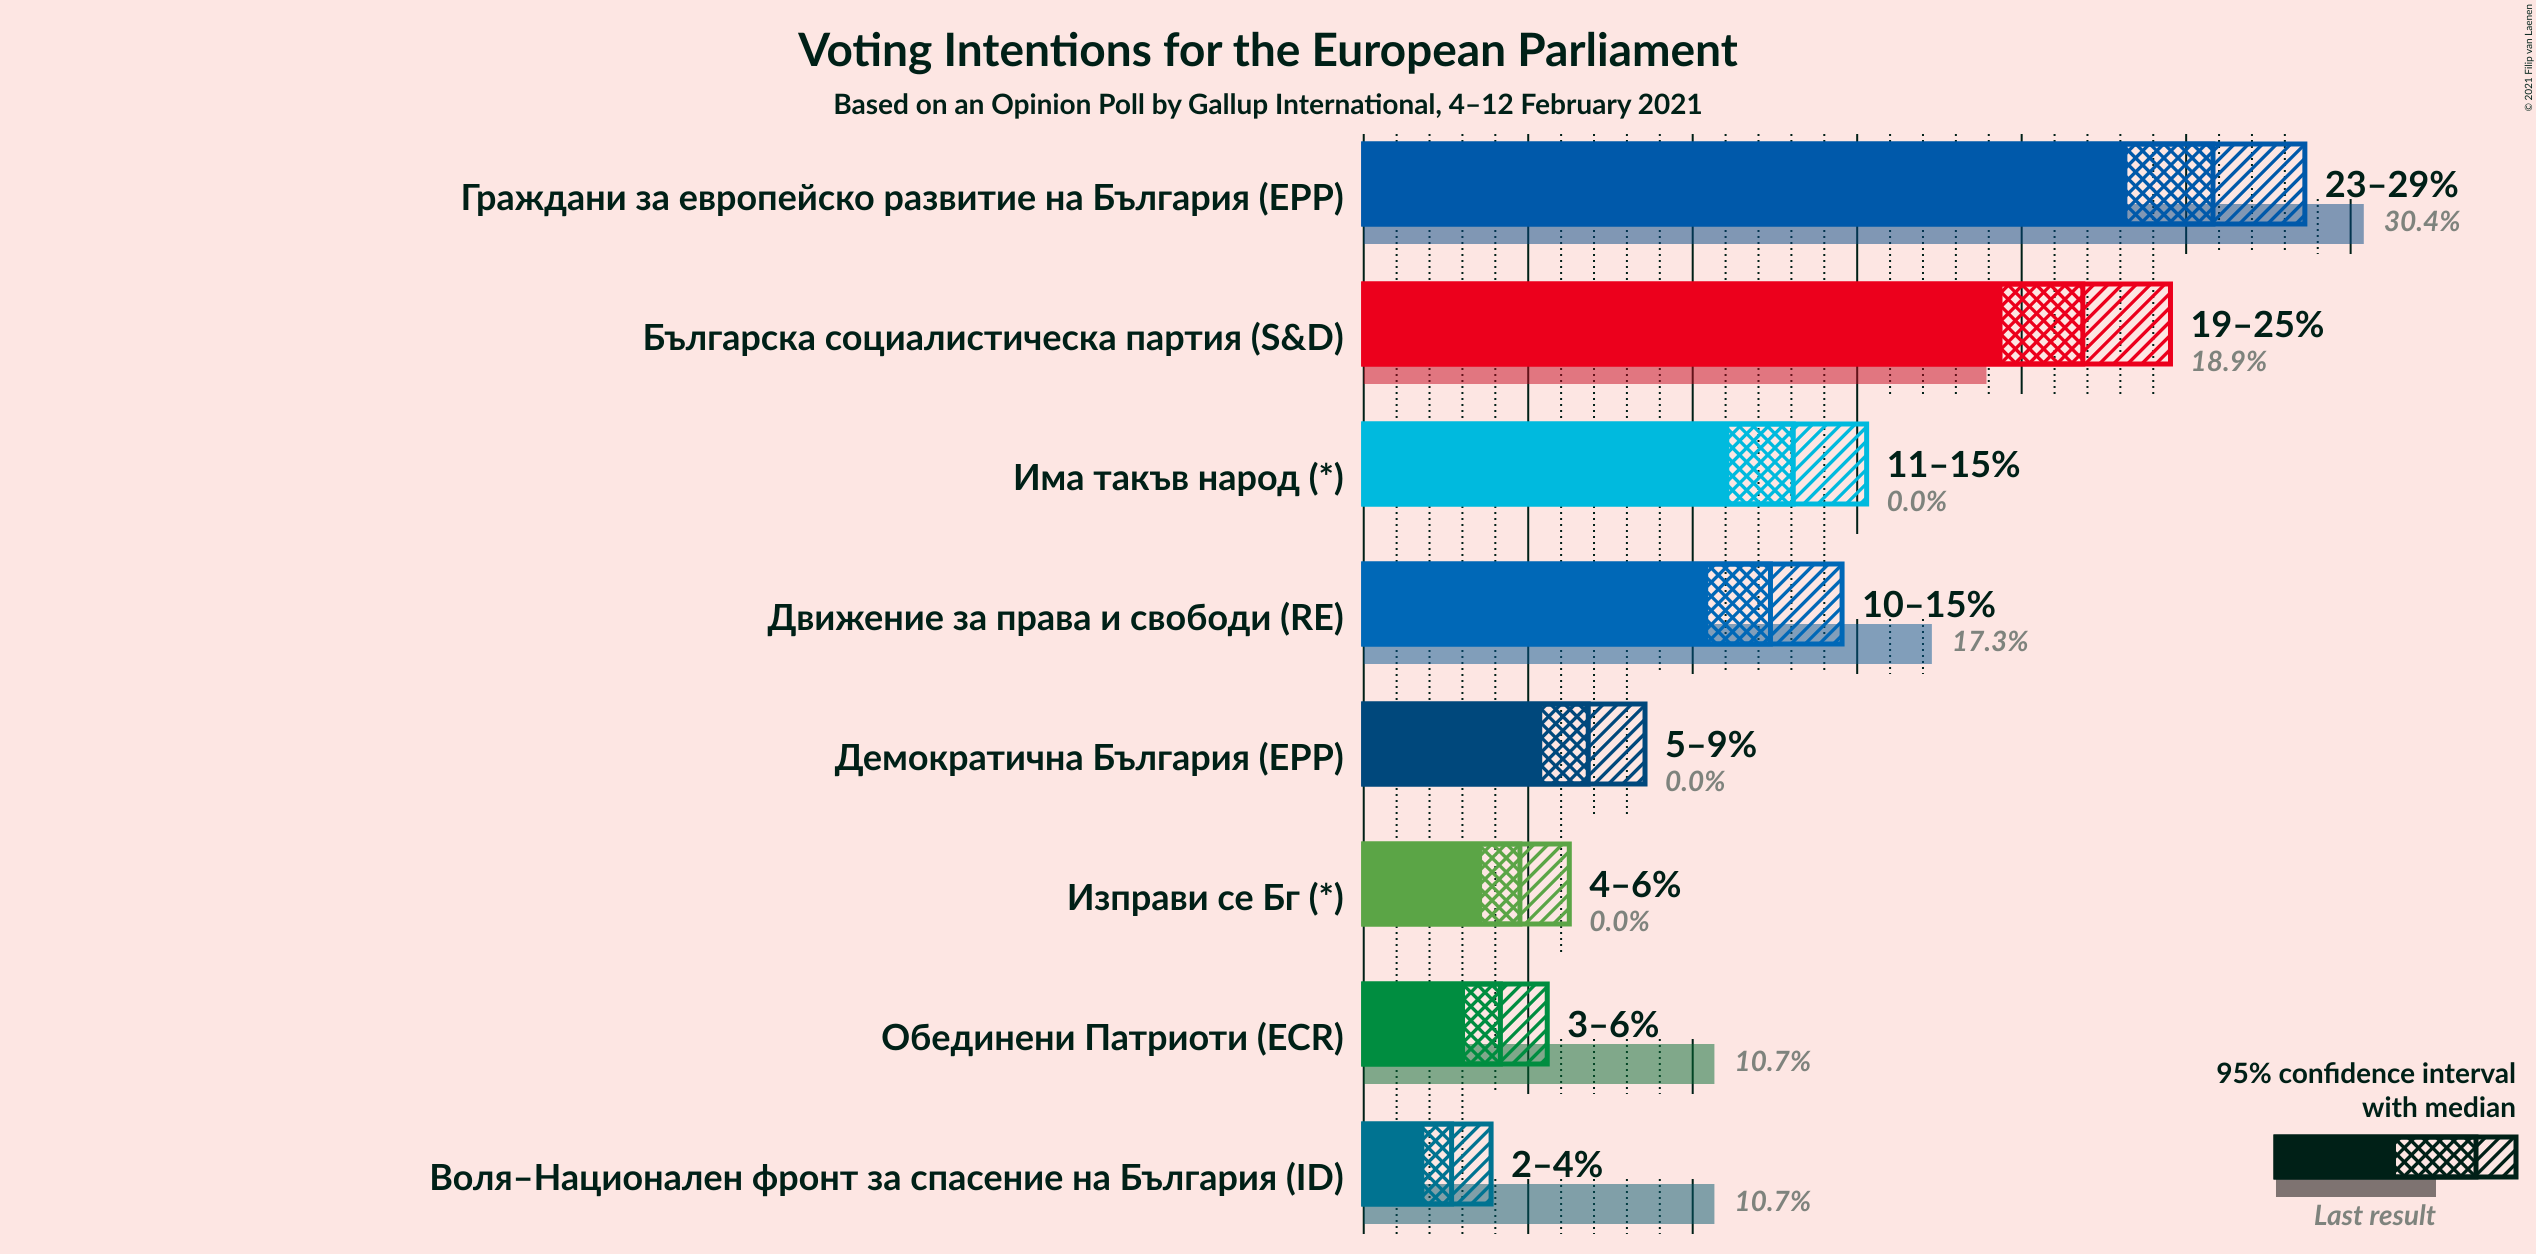 Voting Intentions for the European Parliament
Based on an Opinion Poll by Gallup International, 4–12 February 2021
© 2021 Filip van Laenen
Граждани за европейско развитие на България (EPP)
23–29%
30.4%
Българска социалистическа партия (S&D)
19–25%
18.9%
Има такъв народ (*)
11–15%
0.0%
Движение за права и свободи (RE)
10–15%
17.3%
Демократична България (EPP)
5–9%
0.0%
Изправи се Бг (*)
4–6%
0.0%
Обединени Патриоти (ECR)
3–6%
10.7%
Воля–Национален фронт за спасение на България (ID)
2–4%
10.7%
95% confidence interval
with median
Last result